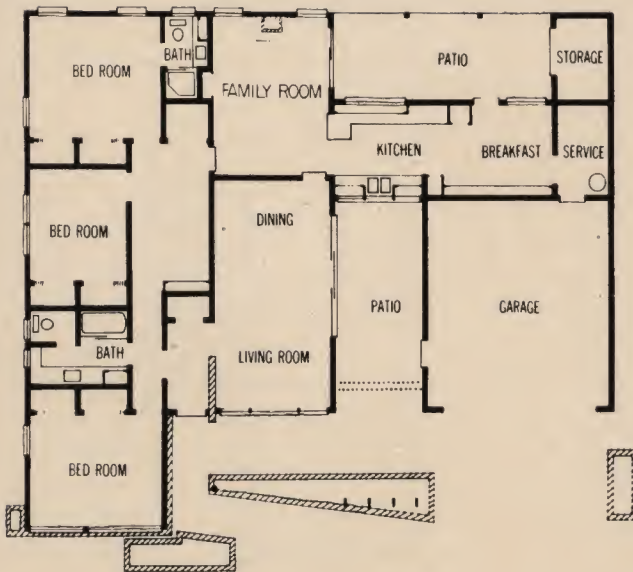 BATH
BED ROOM
FAMILY ROOM
PATIO
STORAGE
KITCHEN
BREAKFAST
SERVICE
BED ROOM
DINING
PATIO
GARAGE
BATH
LIVING ROOM
BED ROOM